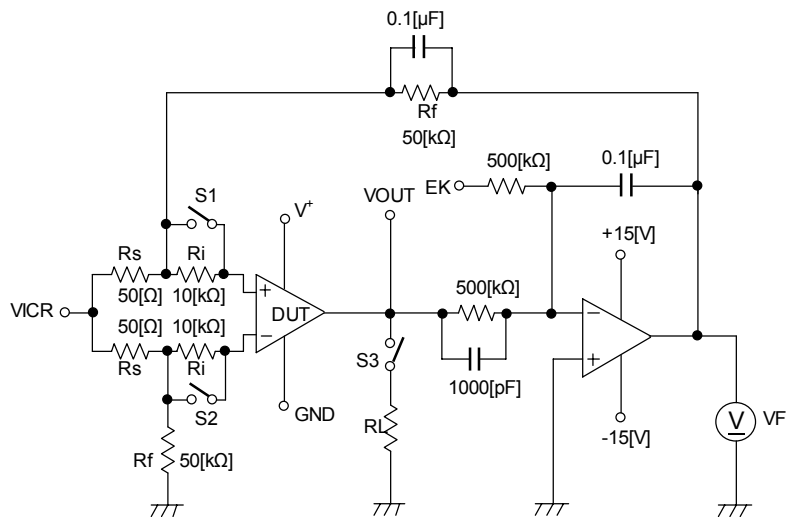 0.1[µF]
Rf
50[kΩ]
500[kΩ]
0.1[µF]
EK
VOUT
S1
V⁺
+15[V]
Rs
Ri
50[Ω]
10[kΩ]
500[kΩ]
VICR
DUT
50[Ω]
10[kΩ]
Rs
Ri
S3
1000[pF]
S2
GND
-15[V]
V
VF
RL
Rf
50[kΩ]
+
−
−
+